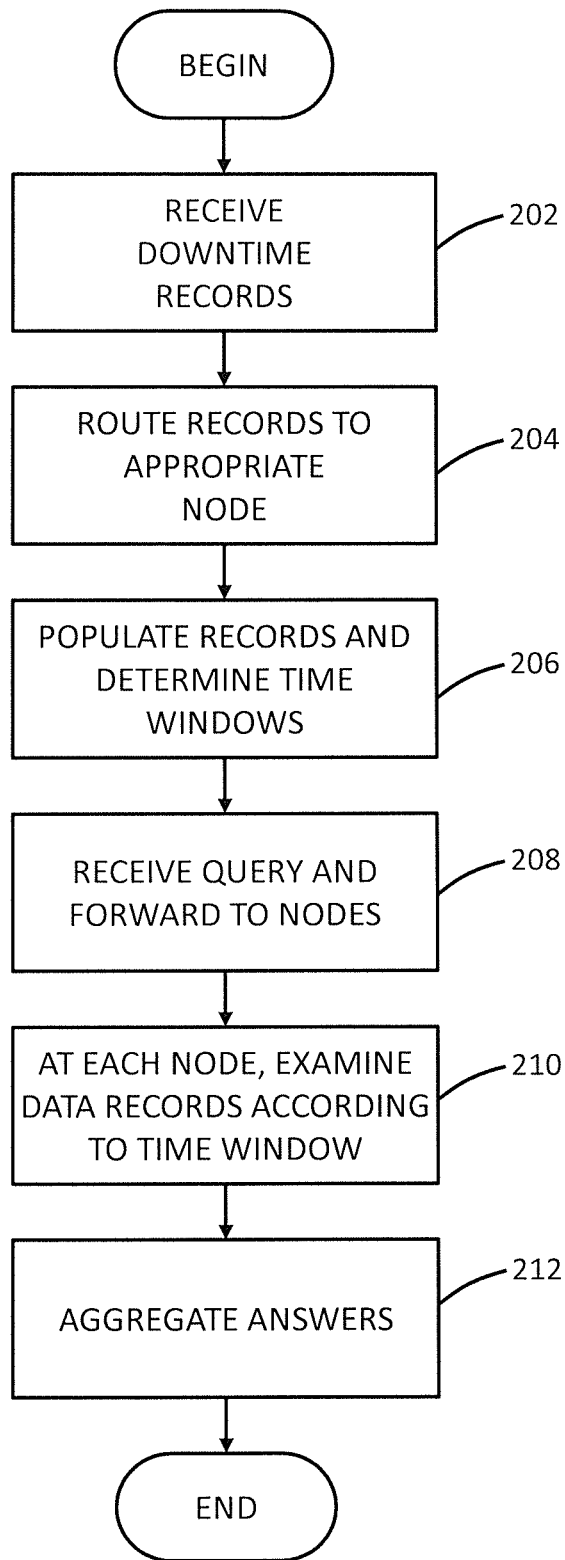 BEGIN
RECEIVE
DOWNTIME
RECORDS
202
ROUTE RECORDS TO
APPROPRIATE
NODE
204
POPULATE RECORDS AND
DETERMINE TIME
WINDOWS
206
RECEIVE QUERY AND
FORWARD TO NODES
208
AT EACH NODE, EXAMINE
DATA RECORDS ACCORDING
TO TIME WINDOW
210
AGGREGATE ANSWERS
212
END